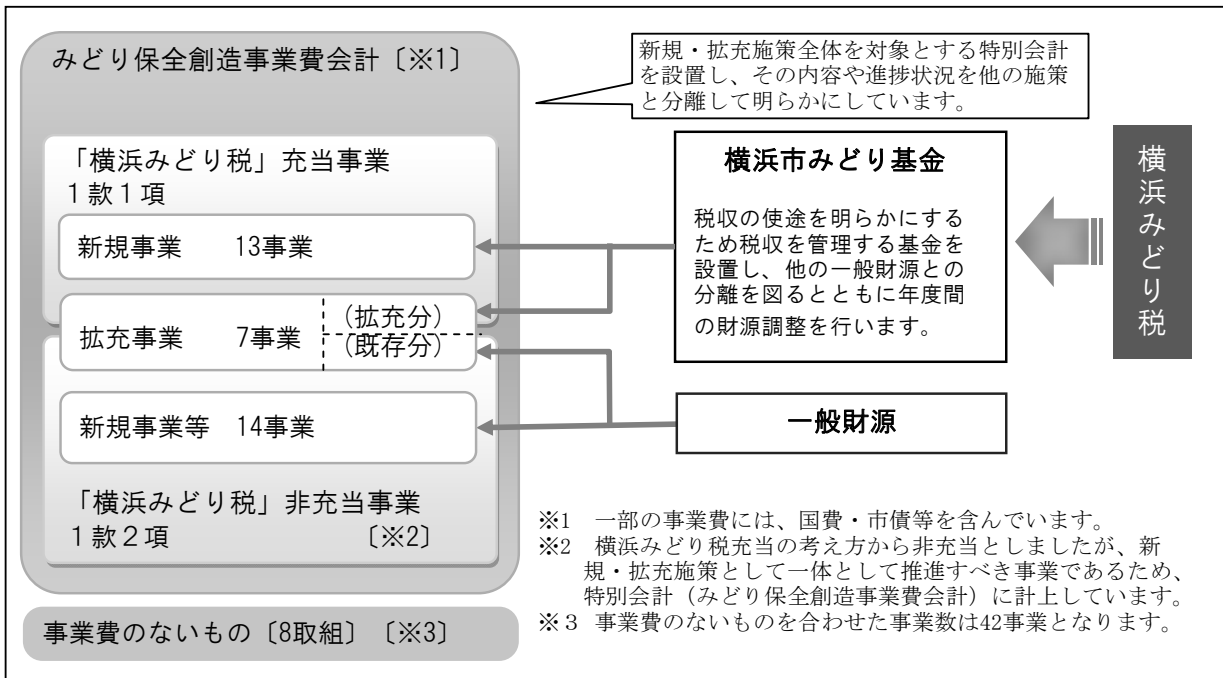 みどり保全創造事業費会計〔※1〕
新規・拡充施策全体を対象とする特別会計
を設置し、その内容や進捗状況を他の施策
と分離して明らかにしています。
「横浜みどり税」充当事業
1款1項
新規事業　13事業
拡充事業　7事業
（拡充分）
（既存分）
新規事業等　14事業
「横浜みどり税」非充当事業
1款2項　〔※2〕
事業費のないもの〔8取組〕〔※3〕
横浜市みどり基金
税収の使途を明らかにする
ため税収を管理する基金を
設置し、他の一般財源との
分離を図るとともに年度間
の財源調整を行います。
一般財源
横浜みどり税
※1　一部の事業費には、国費・市債等を含んでいます。
※2　横浜みどり税充当の考え方から非充当としましたが、新
規・拡充施策として一体として推進すべき事業であるため、
特別会計（みどり保全創造事業費会計）に計上しています。
※３　事業費のないものを合わせた事業数は42事業となります。